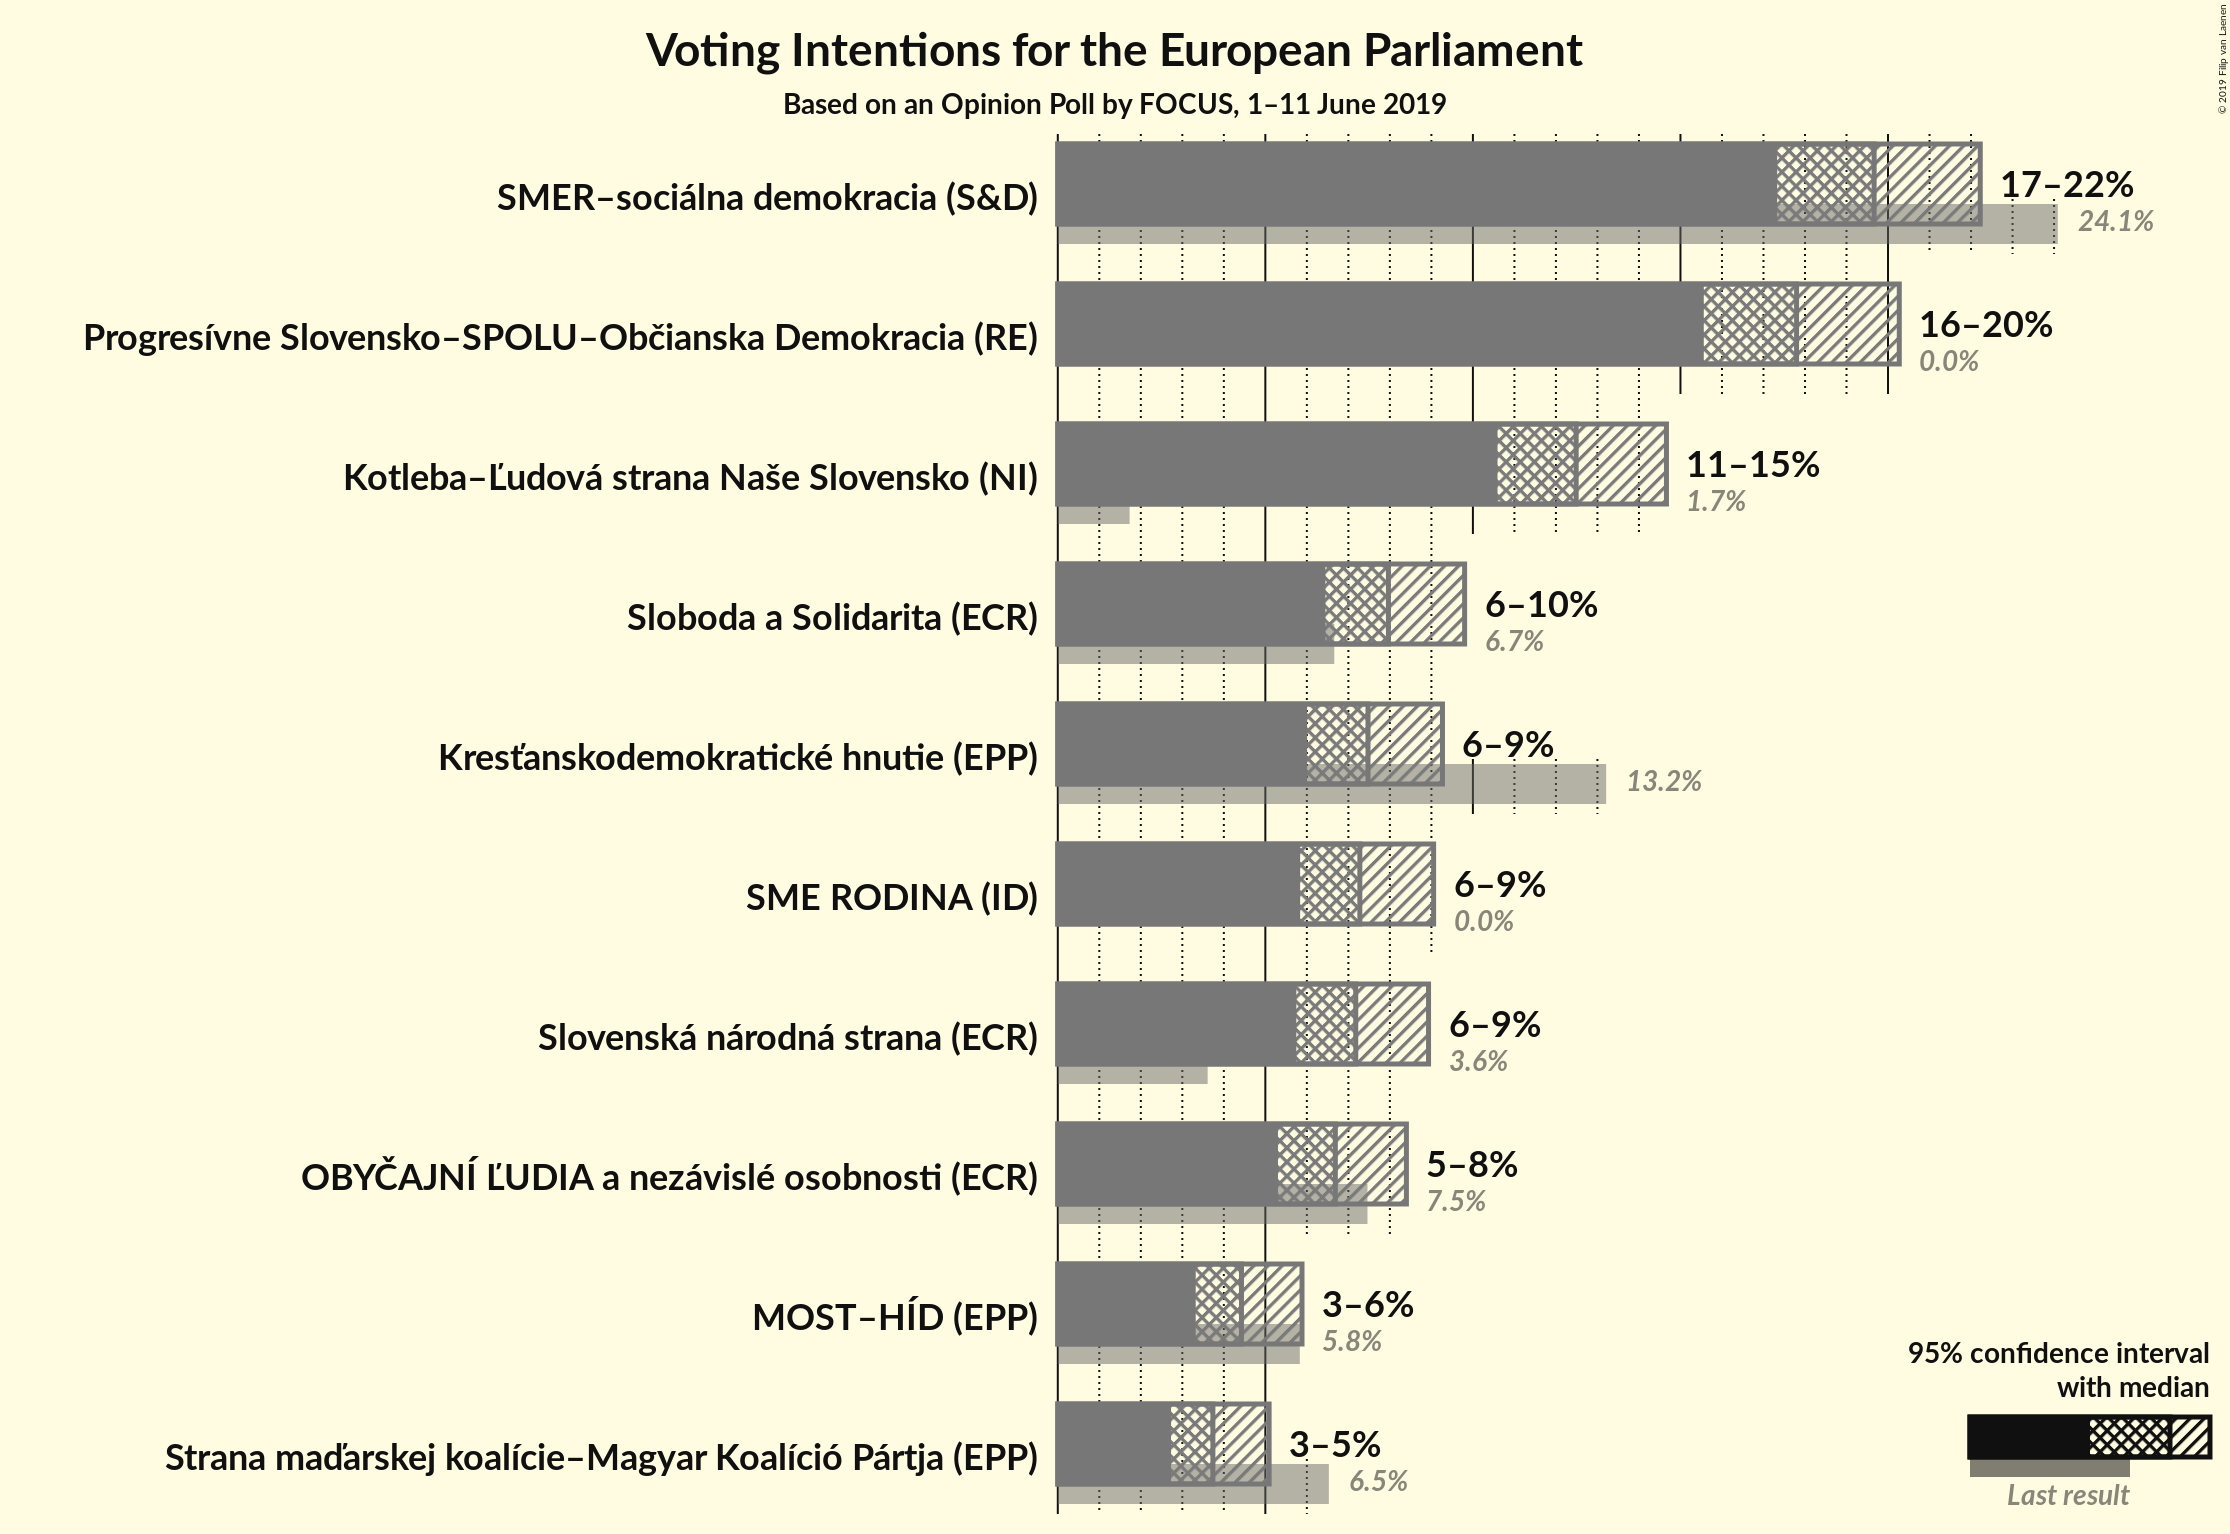 Voting Intentions for the European Parliament
Based on an Opinion Poll by FOCUS, 1–11 June 2019
© 2019 Filip van Laenen
SMER–sociálna demokracia (S&D)
17–22%
24.1%
Progresívne Slovensko–SPOLU–Občianska Demokracia (RE)
16–20%
0.0%
Kotleba–Ľudová strana Naše Slovensko (NI)
11–15%
1.7%
Sloboda a Solidarita (ECR)
6–10%
6.7%
Kresťanskodemokratické hnutie (EPP)
6–9%
13.2%
SME RODINA (ID)
6–9%
0.0%
Slovenská národná strana (ECR)
6–9%
3.6%
OBYČAJNÍ ĽUDIA a nezávislé osobnosti (ECR)
5–8%
7.5%
MOST–HÍD (EPP)
3–6%
5.8%
Strana maďarskej koalície–Magyar Koalíció Pártja (EPP)
3–5%
6.5%
95% confidence interval
with median
Last result